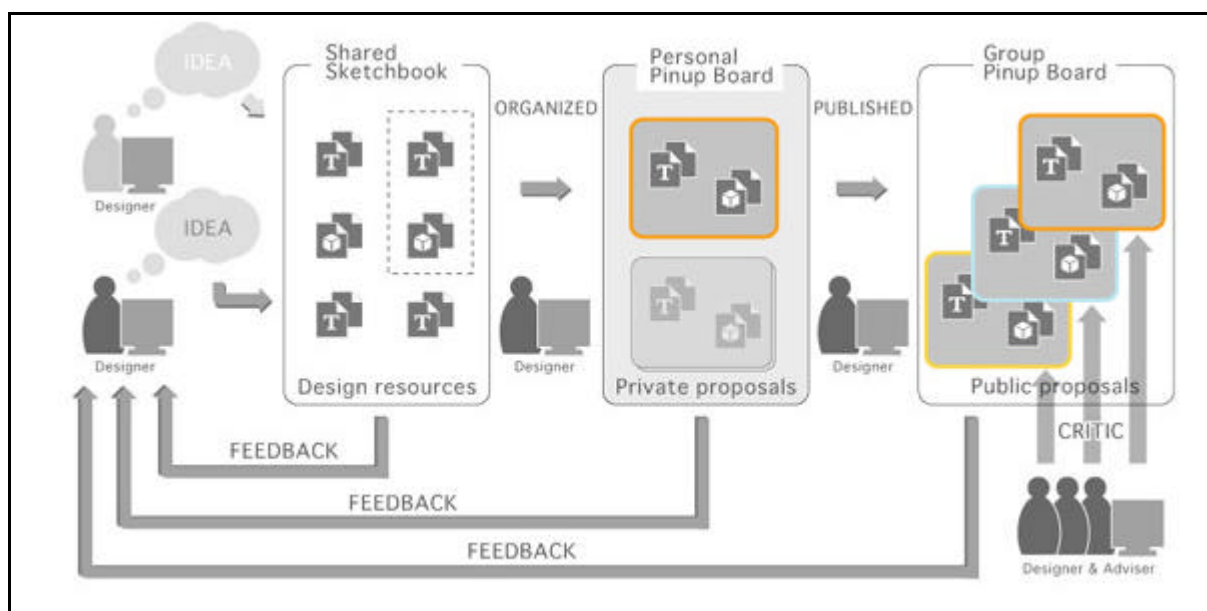 IDEA
Designer
IDEA
Designer
Shared
Sketchbook
T
T
T
T
Design resources
ORGANIZED
Designer
Personal
Pinup Board
T
T
Private proposals
PUBLISHED
Designer
Group
Pinup Board
T
T
T
Public proposals
CRITIC
Designer & Adviser
FEEDBACK
FEEDBACK
FEEDBACK